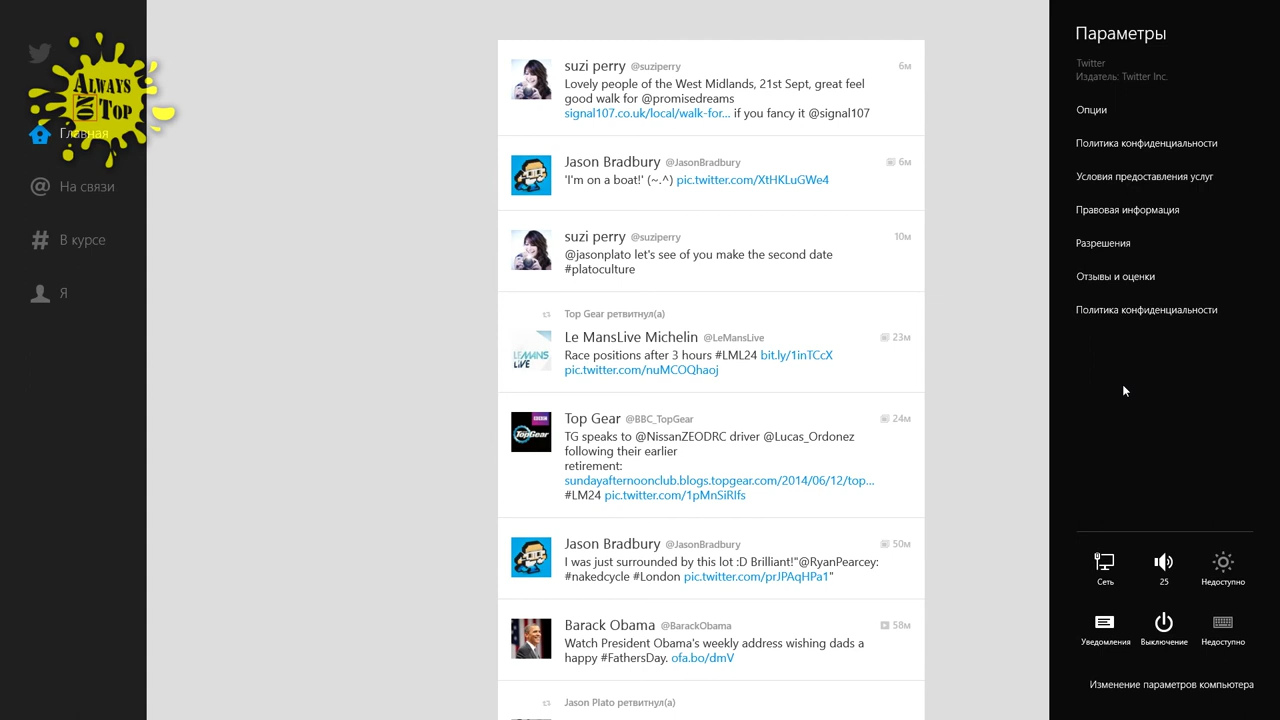 ALWAYS
ON TOP
Главная
На связи
В курсе
Я
suzi perry @suziperry 6м
Lovely people of the West Midlands, 21st Sept, great feel
good walk for @promisedreams
signal107.co.uk/local/walk-for... if you fancy it @signal107
Jason Bradbury @JasonBradbury 6м
'I'm on a boat!' (~.^) pic.twitter.com/XtHKLuGWe4
suzi perry @suziperry 10м
@jasonplato let's see of you make the second date
#platoculture
Top Gear ретвитнул(а)
LEMANS
LIVE
Le MansLive Michelin @LeMansLive 23м
Race positions after 3 hours #LML24 bit.ly/1inTCcX
pic.twitter.com/nuMCOQhaoj
TopGear
Top Gear @BBC_TopGear 24м
TG speaks to @NissanZEODRC driver @Lucas_Ordonez
following their earlier
retirement:
sundayafternoonclub.blogs.topgear.com/2014/06/12/top...
#LM24 pic.twitter.com/1pMnSiRIfs
Jason Bradbury @JasonBradbury 50м
I was just surrounded by this lot :D Brilliant!"@RyanPearcey:
#nakedcycle #London pic.twitter.com/prJPAqHPa1"
Barack Obama @BarackObama 58м
Watch President Obama's weekly address wishing dads a
happy #FathersDay. ofa.bo/dmV
Jason Plato ретвитнул(а)
Параметры
Twitter
Издатель: Twitter Inc.
Опции
Политика конфиденциальности
Условия предоставления услуг
Правовая информация
Разрешения
Отзывы и оценки
Политика конфиденциальности
Сеть
25
Недоступно
Уведомления
Выключение
Недоступно
Изменение параметров компьютера